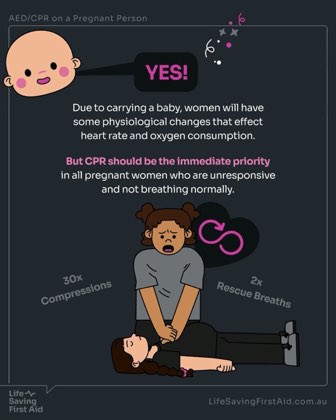 AED/CPR on a Pregnant Person
YES!
Due to carrying a baby, women will have
some physiological changes that effect
heart rate and oxygen consumption.
But CPR should be the immediate priority
in all pregnant women who are unresponsive
and not breathing normally.
30x
Compressions
2x
Rescue Breaths
Life
Saving
First Aid
LifeSavingFirstAid.com.au